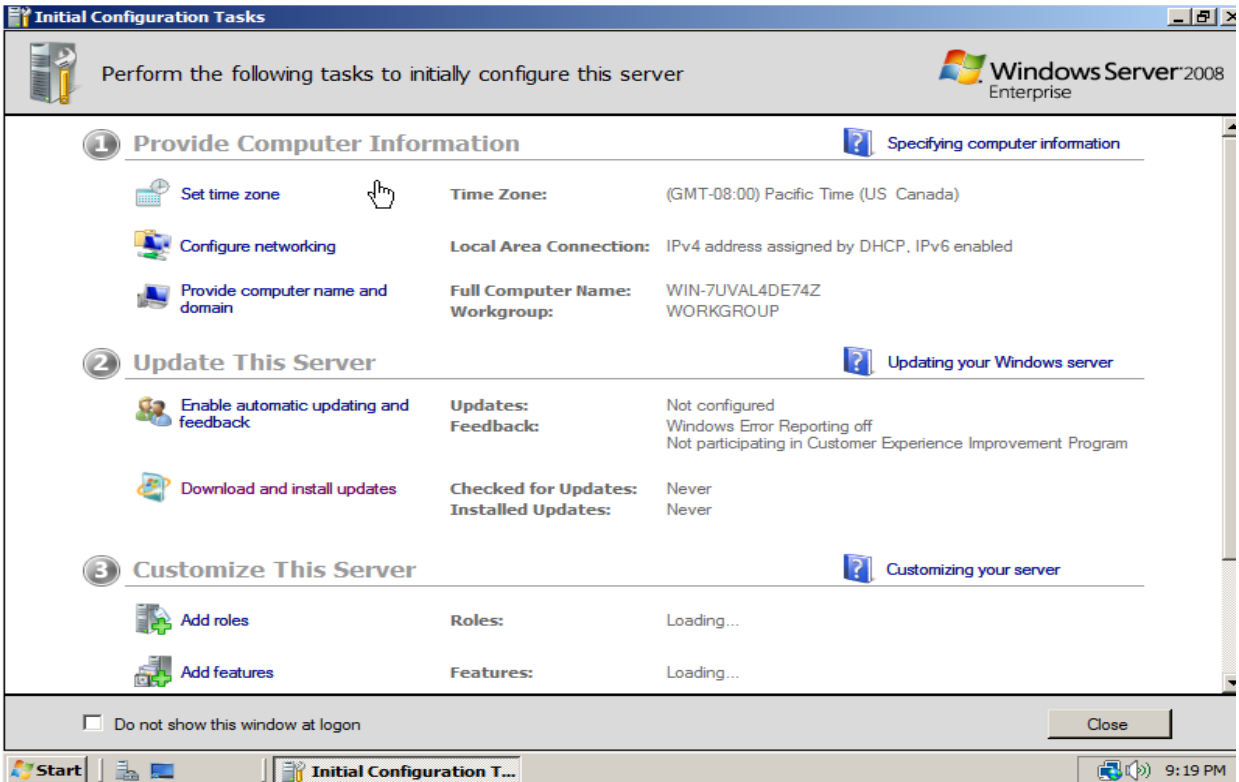 Initial Configuration Tasks
Perform the following tasks to initially configure this server
Windows Server 2008
Enterprise
1 Provide Computer Information
Specifying computer information
Set time zone
Time Zone:
(GMT-08:00) Pacific Time (US Canada)
Configure networking
Local Area Connection:
IPv4 address assigned by DHCP, IPv6 enabled
Provide computer name and
domain
Full Computer Name:
WIN-7UVAL4DE74Z
Workgroup:
WORKGROUP
2 Update This Server
Updating your Windows server
Enable automatic updating and
feedback
Updates:
Not configured
Feedback:
Windows Error Reporting off
Not participating in Customer Experience Improvement Program
Download and install updates
Checked for Updates:
Never
Installed Updates:
Never
3 Customize This Server
Customizing your server
Add roles
Roles:
Loading...
Add features
Features:
Loading...
Do not show this window at logon
Close
Start
Initial Configuration T...
9:19 PM